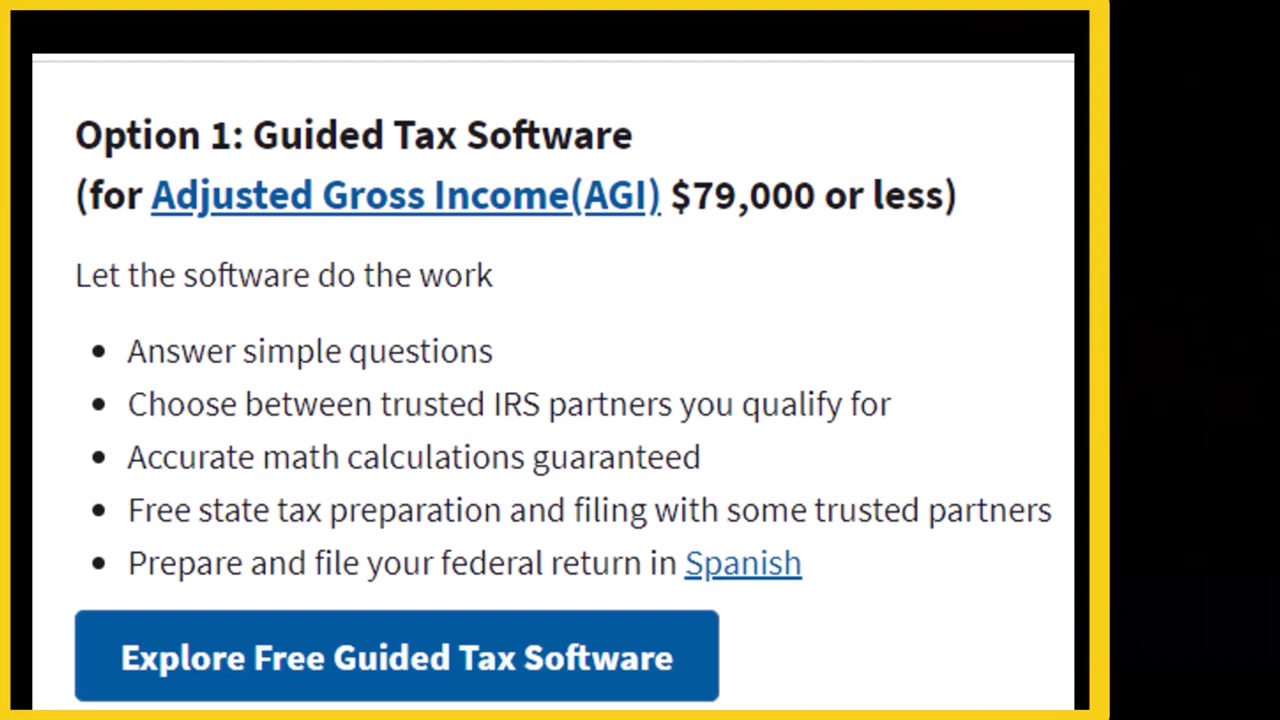 Option 1: Guided Tax Software
(for Adjusted Gross Income(AGI) $79,000 or less)
Let the software do the work
Answer simple questions
Choose between trusted IRS partners you qualify for
Accurate math calculations guaranteed
Free state tax preparation and filing with some trusted partners
Prepare and file your federal return in Spanish
Explore Free Guided Tax Software